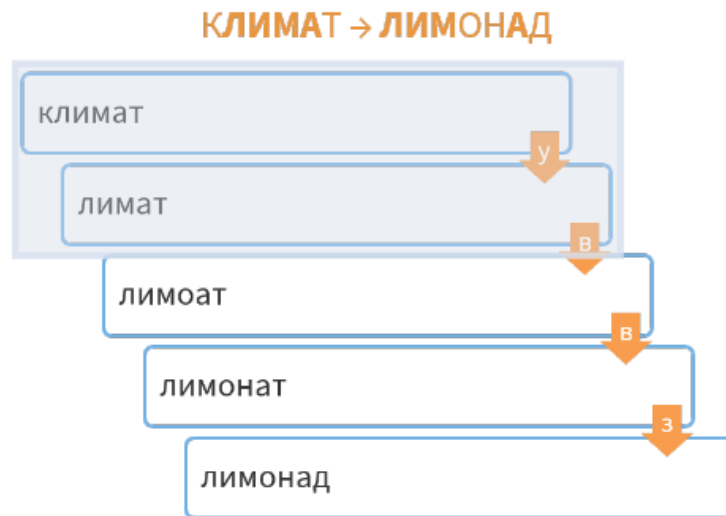 КЛИМАТ → ЛИМОНАД
климат
у
лимат
в
лимоат
в
лимонат
з
лимонад